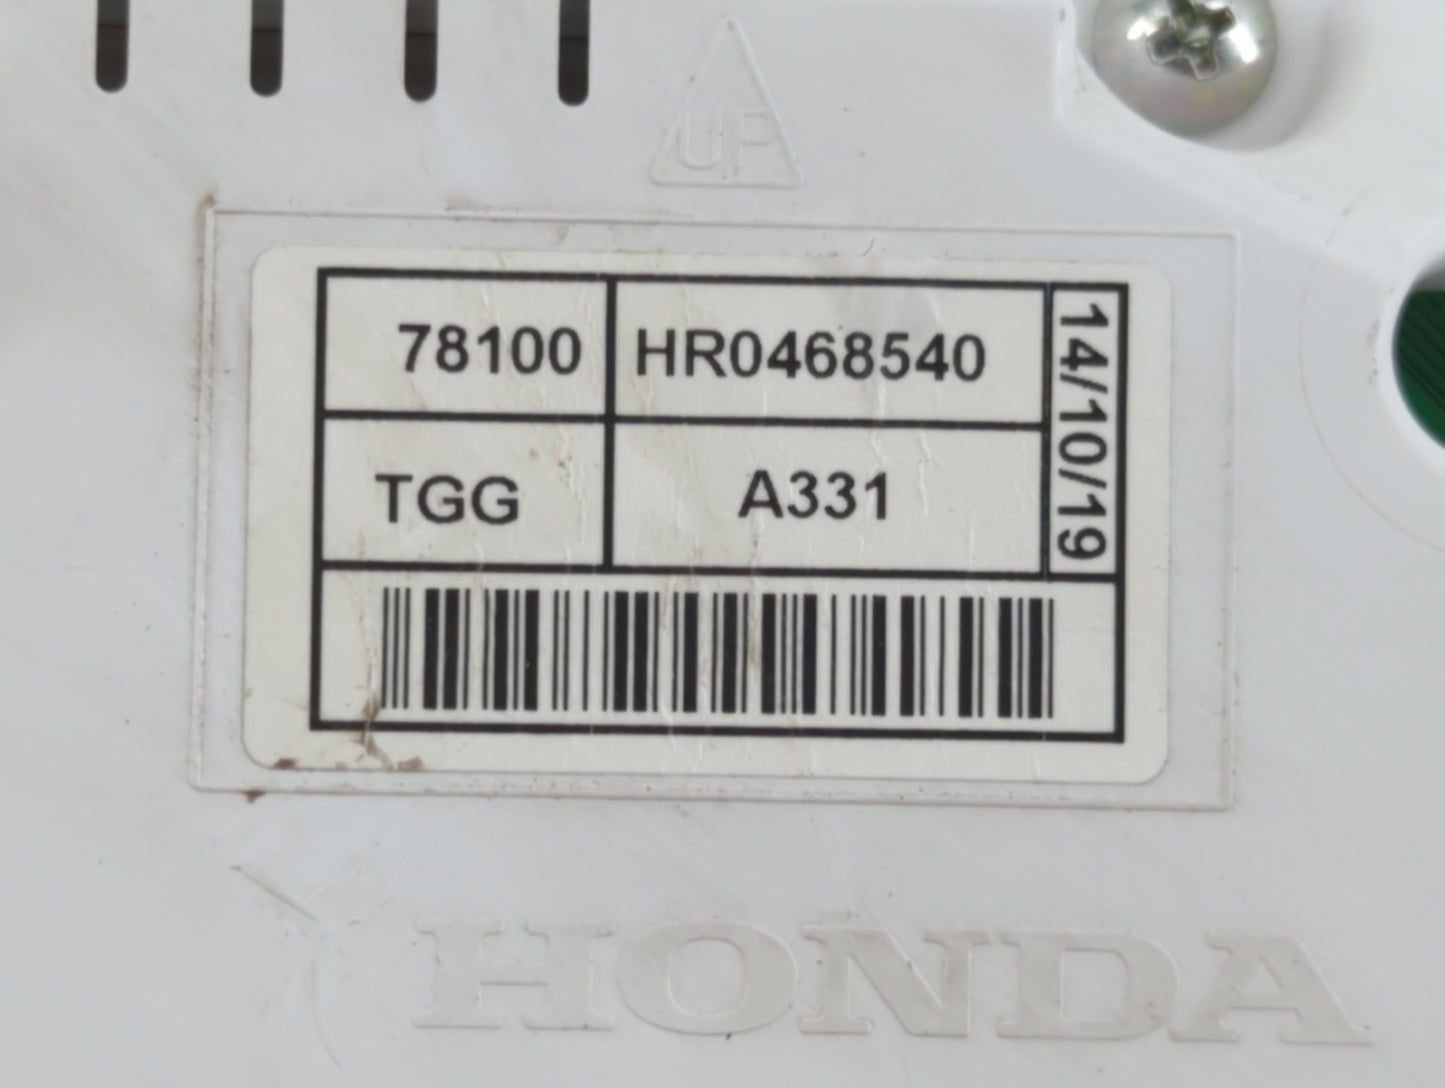 UP
78100 HR0468540 14/10/19
TGG A331
HONDA